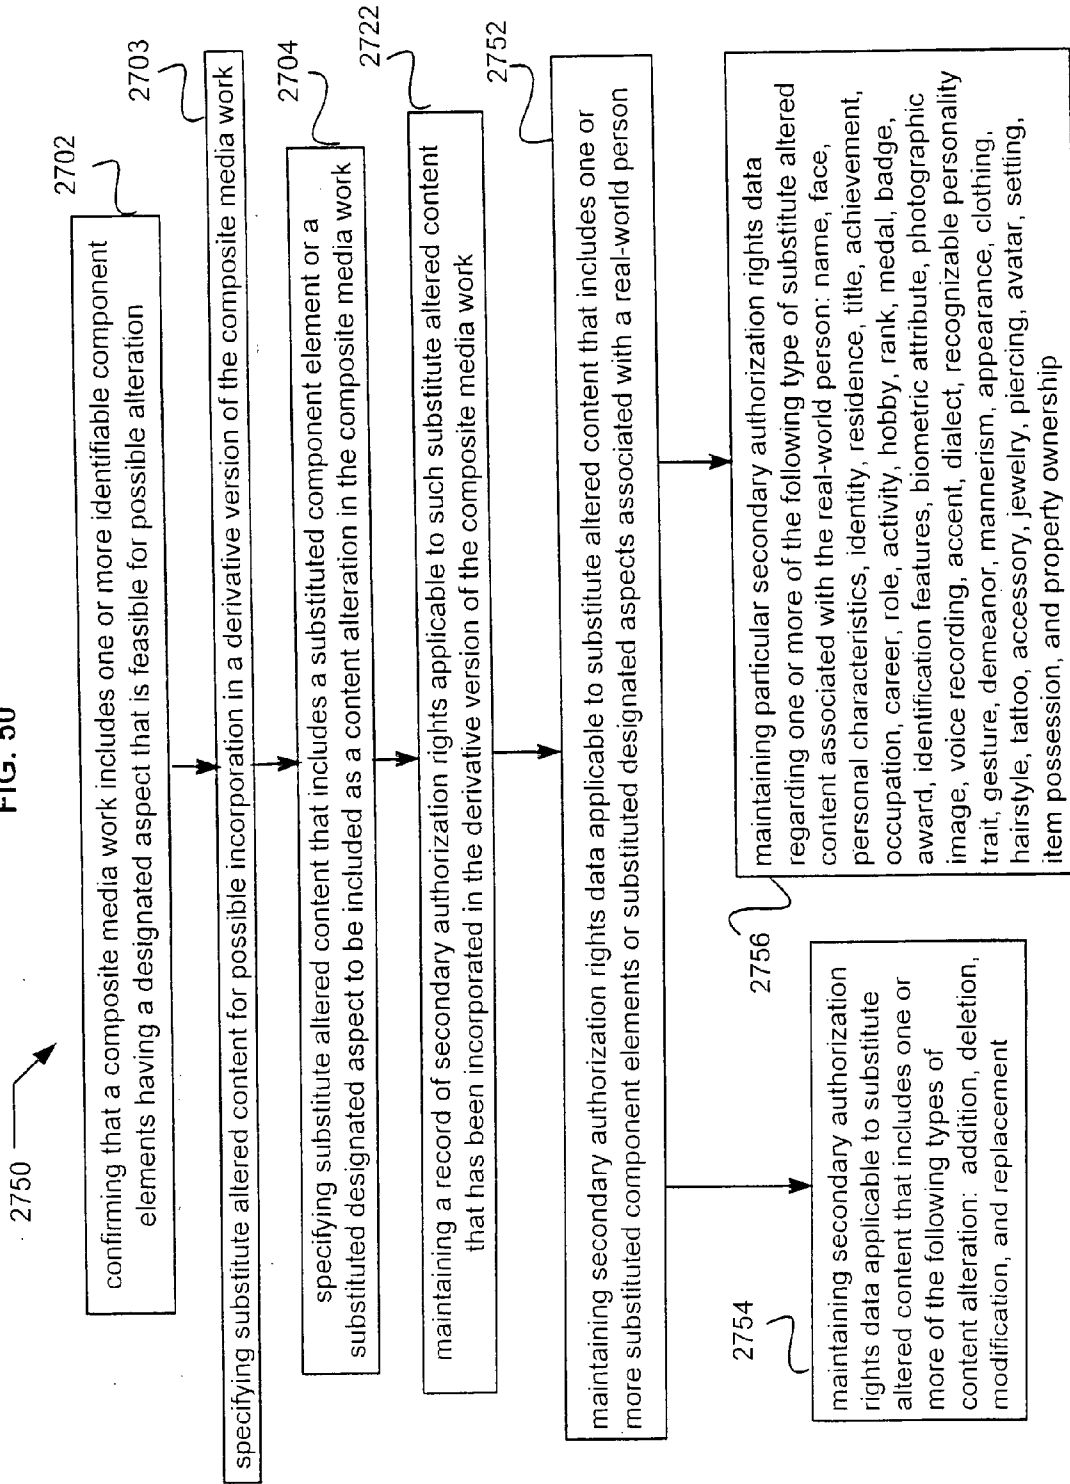 FIG. 50
2750
2702
confirming that a composite media work includes one or more identifiable component
elements having a designated aspect that is feasible for possible alteration
2703
specifying substitute altered content for possible incorporation in a derivative version of the composite media work
2704
specifying substitute altered content that includes a substituted component element or a
substituted designated aspect to be included as a content alteration in the composite media work
2722
maintaining a record of secondary authorization rights applicable to such substitute altered content
that has been incorporated in the derivative version of the composite media work
2752
maintaining secondary authorization rights data applicable to substitute altered content that includes one or
more substituted component elements or substituted designated aspects associated with a real-world person
2754
maintaining secondary authorization
rights data applicable to substitute
altered content that includes one or
more of the following types of
content alteration: addition, deletion,
modification, and replacement
2756
maintaining particular secondary authorization rights data
regarding one or more of the following type of substitute altered
content associated with the real-world person: name, face,
personal characteristics, identity, residence, title, achievement,
occupation, career, role, activity, hobby, rank, medal, badge,
award, identification features, biometric attribute, photographic
image, voice recording, accent, dialect, recognizable personality
trait, gesture, demeanor, mannerism, appearance, clothing,
hairstyle, tattoo, accessory, jewelry, piercing, avatar, setting,
item possession, and property ownership